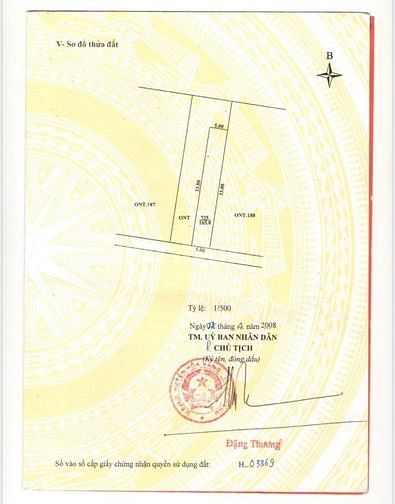 V- Sơ đồ thửa đất
B
5.00
33.00
33.00
ONT.187
ONT
735
165.0
ONT.188
5.00
Tỷ lệ: 1/500
Ngày 02 tháng 12 năm 2008
TM. UỶ BAN NHÂN DÂN
CHỦ TỊCH
(Ký tên, đóng dấu)
Đặng Thương
Số vào sổ cấp giấy chứng nhận quyền sử dụng đất: H 03869